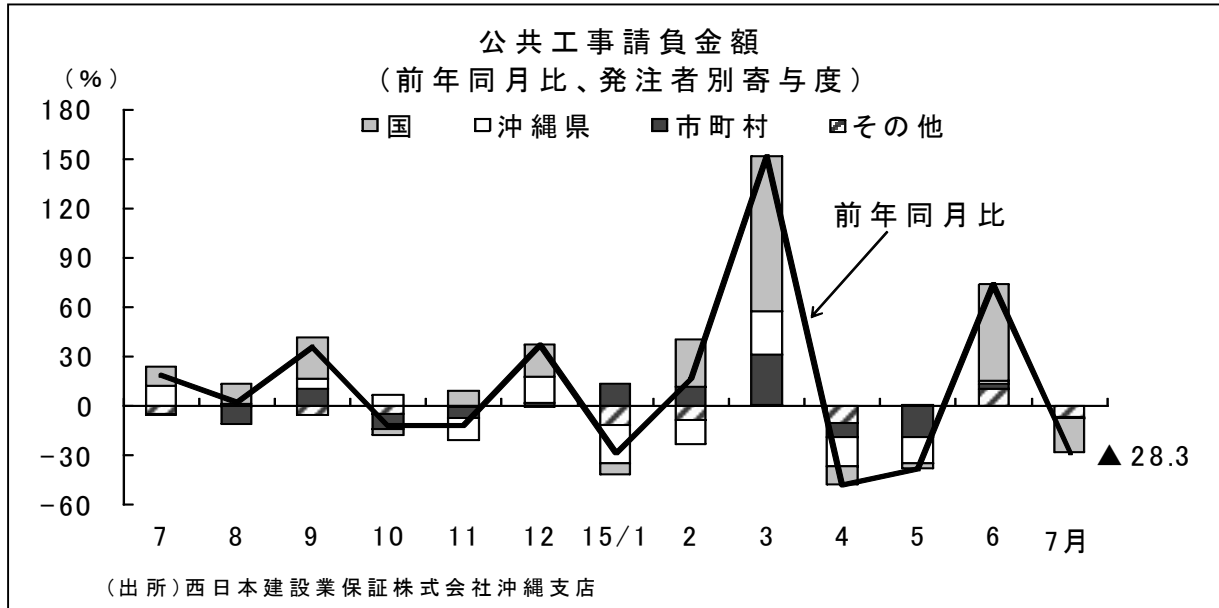 公共工事請負金額
(%)
(前年同月比、発注者別寄与度)
国 沖縄県 市町村 その他
180
150
120
90
60
30
0
-30
-60
前年同月比
▲ 28.3
7 8 9 10 11 12 15/1 2 3 4 5 6 7月
(出所)西日本建設業保証株式会社沖縄支店